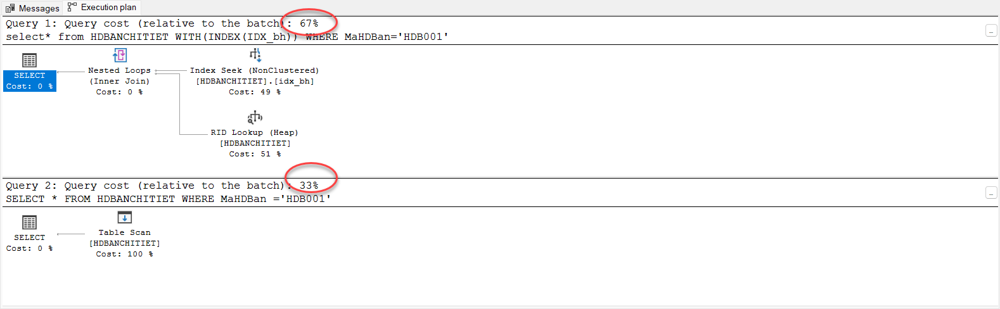 Messages Execution plan
Query 1: Query cost (relative to the batch): 67%
select* from HDBANCHITIET WITH(INDEX(IDX_bh)) WHERE MaHDBan='HDB001'
SELECT
Cost: 0 %
Nested Loops
(Inner Join)
Cost: 0 %
Index Seek (NonClustered)
[HDBANCHITIET].[idx_bh]
Cost: 49 %
RID Lookup (Heap)
[HDBANCHITIET]
Cost: 51 %
Query 2: Query cost (relative to the batch): 33%
SELECT * FROM HDBANCHITIET WHERE MaHDBan ='HDB001'
SELECT
Cost: 0 %
Table Scan
[HDBANCHITIET]
Cost: 100 %